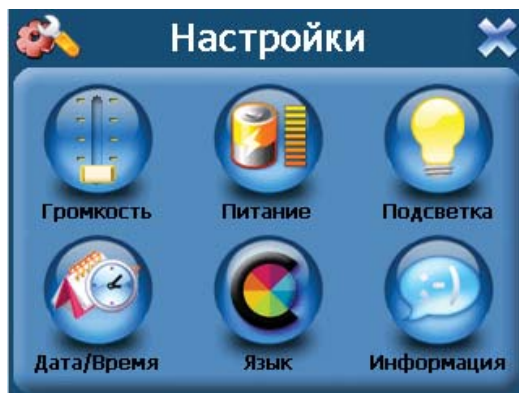 Настройки
Громкость Питание Подсветка
Дата/Время Язык Информация